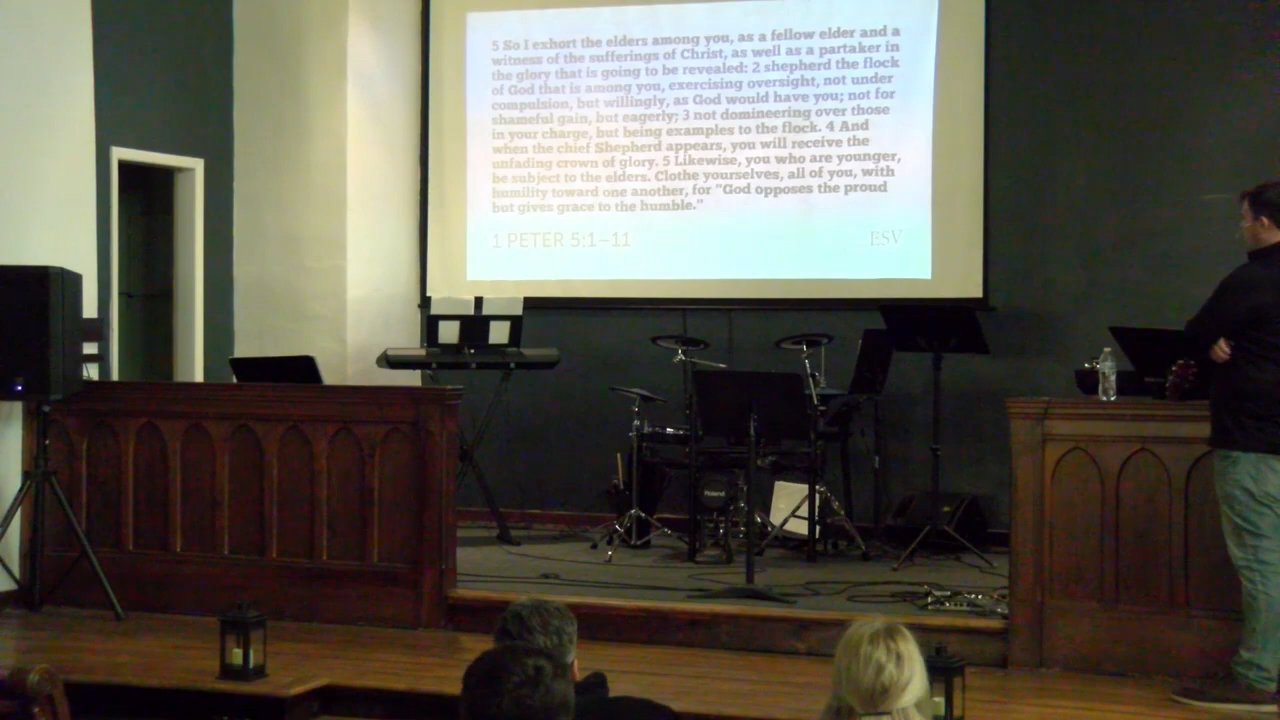 5 So I exhort the elders among you, as a fellow elder and a
witness of the sufferings of Christ, as well as a partaker in
the glory that is going to be revealed: 2 shepherd the flock
of God that is among you, exercising oversight, not under
compulsion, but willingly, as God would have you; not for
shameful gain, but eagerly; 3 not domineering over those
in your charge, but being examples to the flock. 4 And
when the chief Shepherd appears, you will receive the
unfading crown of glory. 5 Likewise, you who are younger,
be subject to the elders. Clothe yourselves, all of you, with
humility toward one another, for "God opposes the proud
but gives grace to the humble."
1 PETER 5:1–11
ESV
Roland